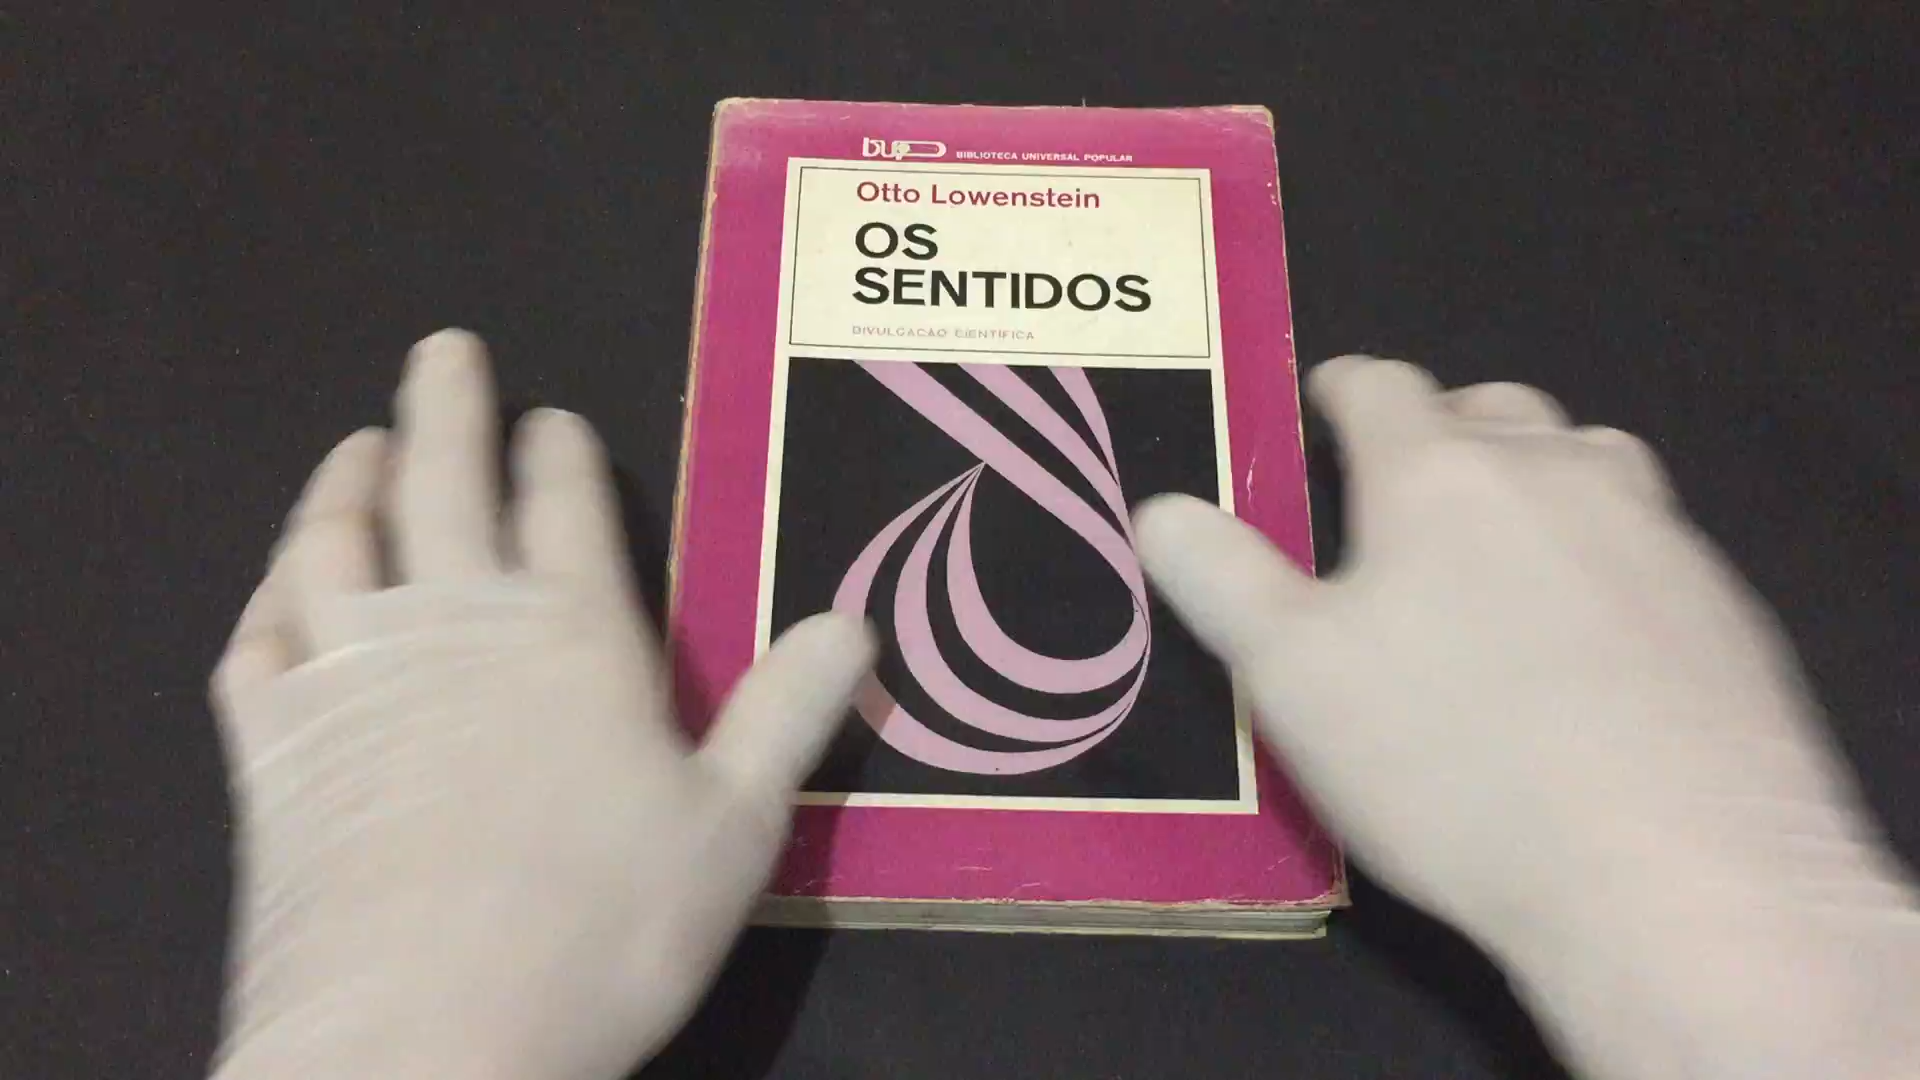 bup BIBLIOTECA UNIVERSAL POPULAR
Otto Lowenstein
OS
SENTIDOS
DIVULGAÇÃO CIENTÍFICA